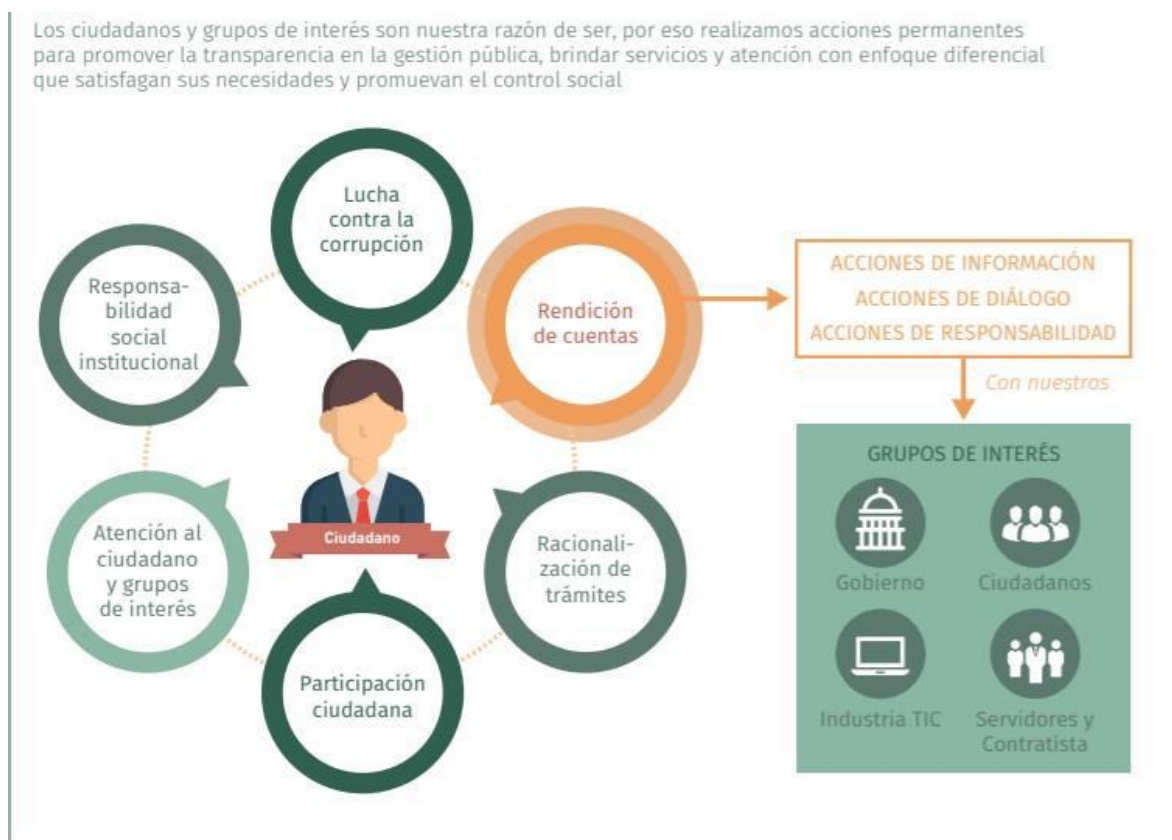 Los ciudadanos y grupos de interés son nuestra razón de ser, por eso realizamos acciones permanentes
para promover la transparencia en la gestión pública, brindar servicios y atención con enfoque diferencial
que satisfagan sus necesidades y promuevan el control social
Lucha
contra la
corrupción
Responsa-
bilidad
social
institucional
Rendición
de cuentas
ACCIONES DE INFORMACIÓN
ACCIONES DE DIÁLOGO
ACCIONES DE RESPONSABILIDAD
Con nuestros
Ciudadano
Atención al
ciudadano
y grupos
de interés
Racionali-
zación de
trámites
Participación
ciudadana
GRUPOS DE INTERÉS
Gobierno
Ciudadanos
Industria TIC
Servidores y
Contratista